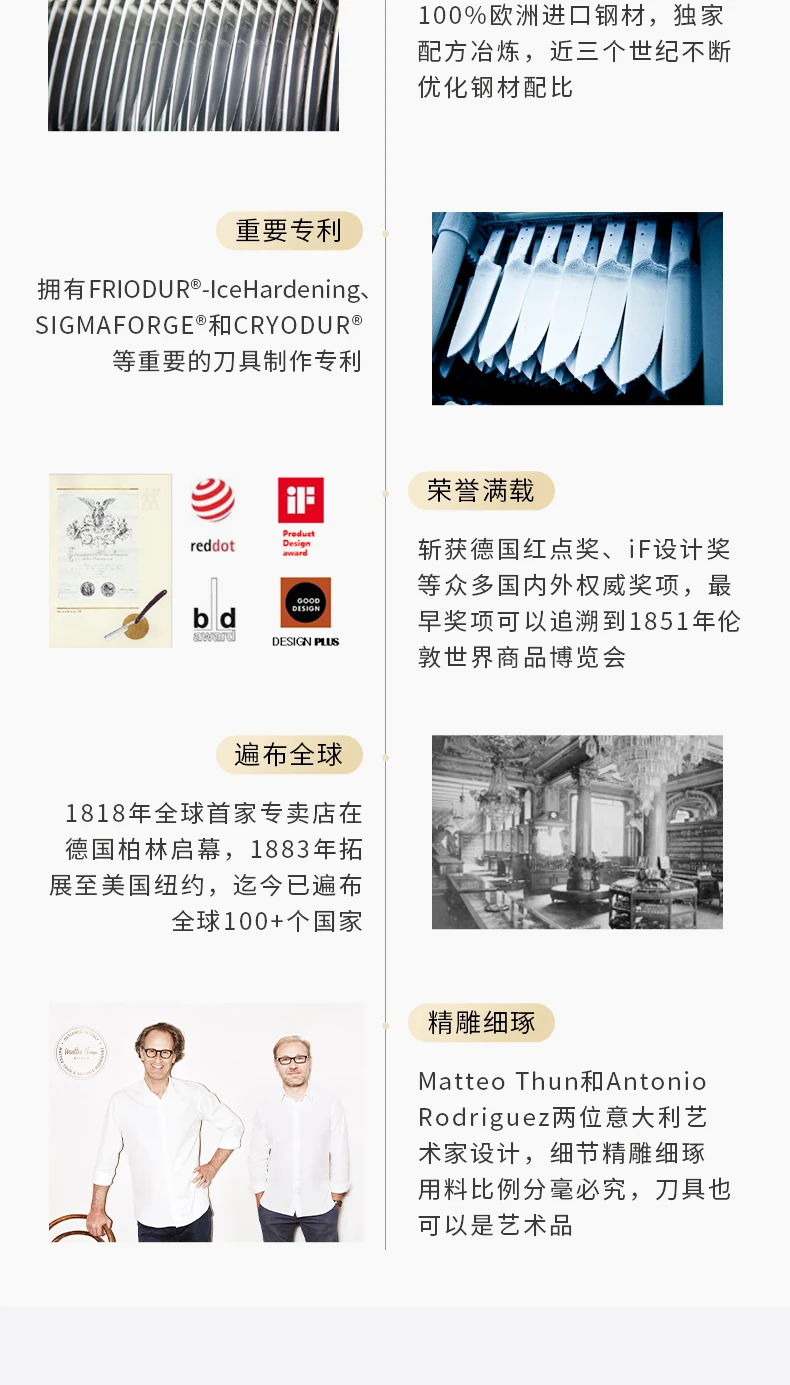 100%欧洲进口钢材，独家
配方冶炼，近三个世纪不断
优化钢材配比
重要专利
拥有FRIODUR®-IceHardening、
SIGMAFORGE®和CRYODUR®
等重要的刀具制作专利
reddot
iF
Product
Design
award
bd
award
GOOD
DESIGN
DESIGN PLUS
荣誉满载
斩获德国红点奖、iF设计奖
等众多国内外权威奖项，最
早奖项可以追溯到1851年伦
敦世界商品博览会
遍布全球
1818年全球首家专卖店在
德国柏林启幕，1883年拓
展至美国纽约，迄今已遍布
全球100+个国家
Matteo Thun
精雕细琢
Matteo Thun和Antonio
Rodriguez两位意大利艺
术家设计，细节精雕细琢
用料比例分毫必究，刀具也
可以是艺术品